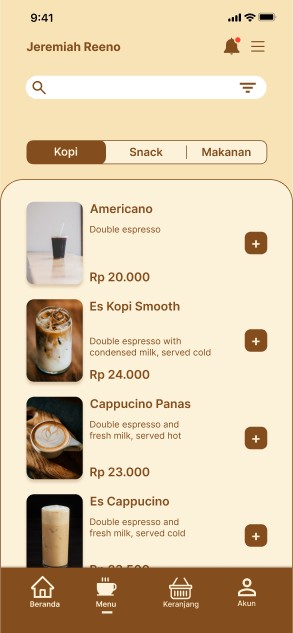 9:41
Jeremiah Reeno
Kopi
Snack
Makanan
Americano
Double espresso
Rp 20.000
Es Kopi Smooth
Double espresso with
condensed milk, served cold
Rp 24.000
Cappucino Panas
Double espresso and
fresh milk, served hot
Rp 23.000
Es Cappucino
Double espresso and
fresh milk, served cold
Beranda
Menu
Keranjang
Akun